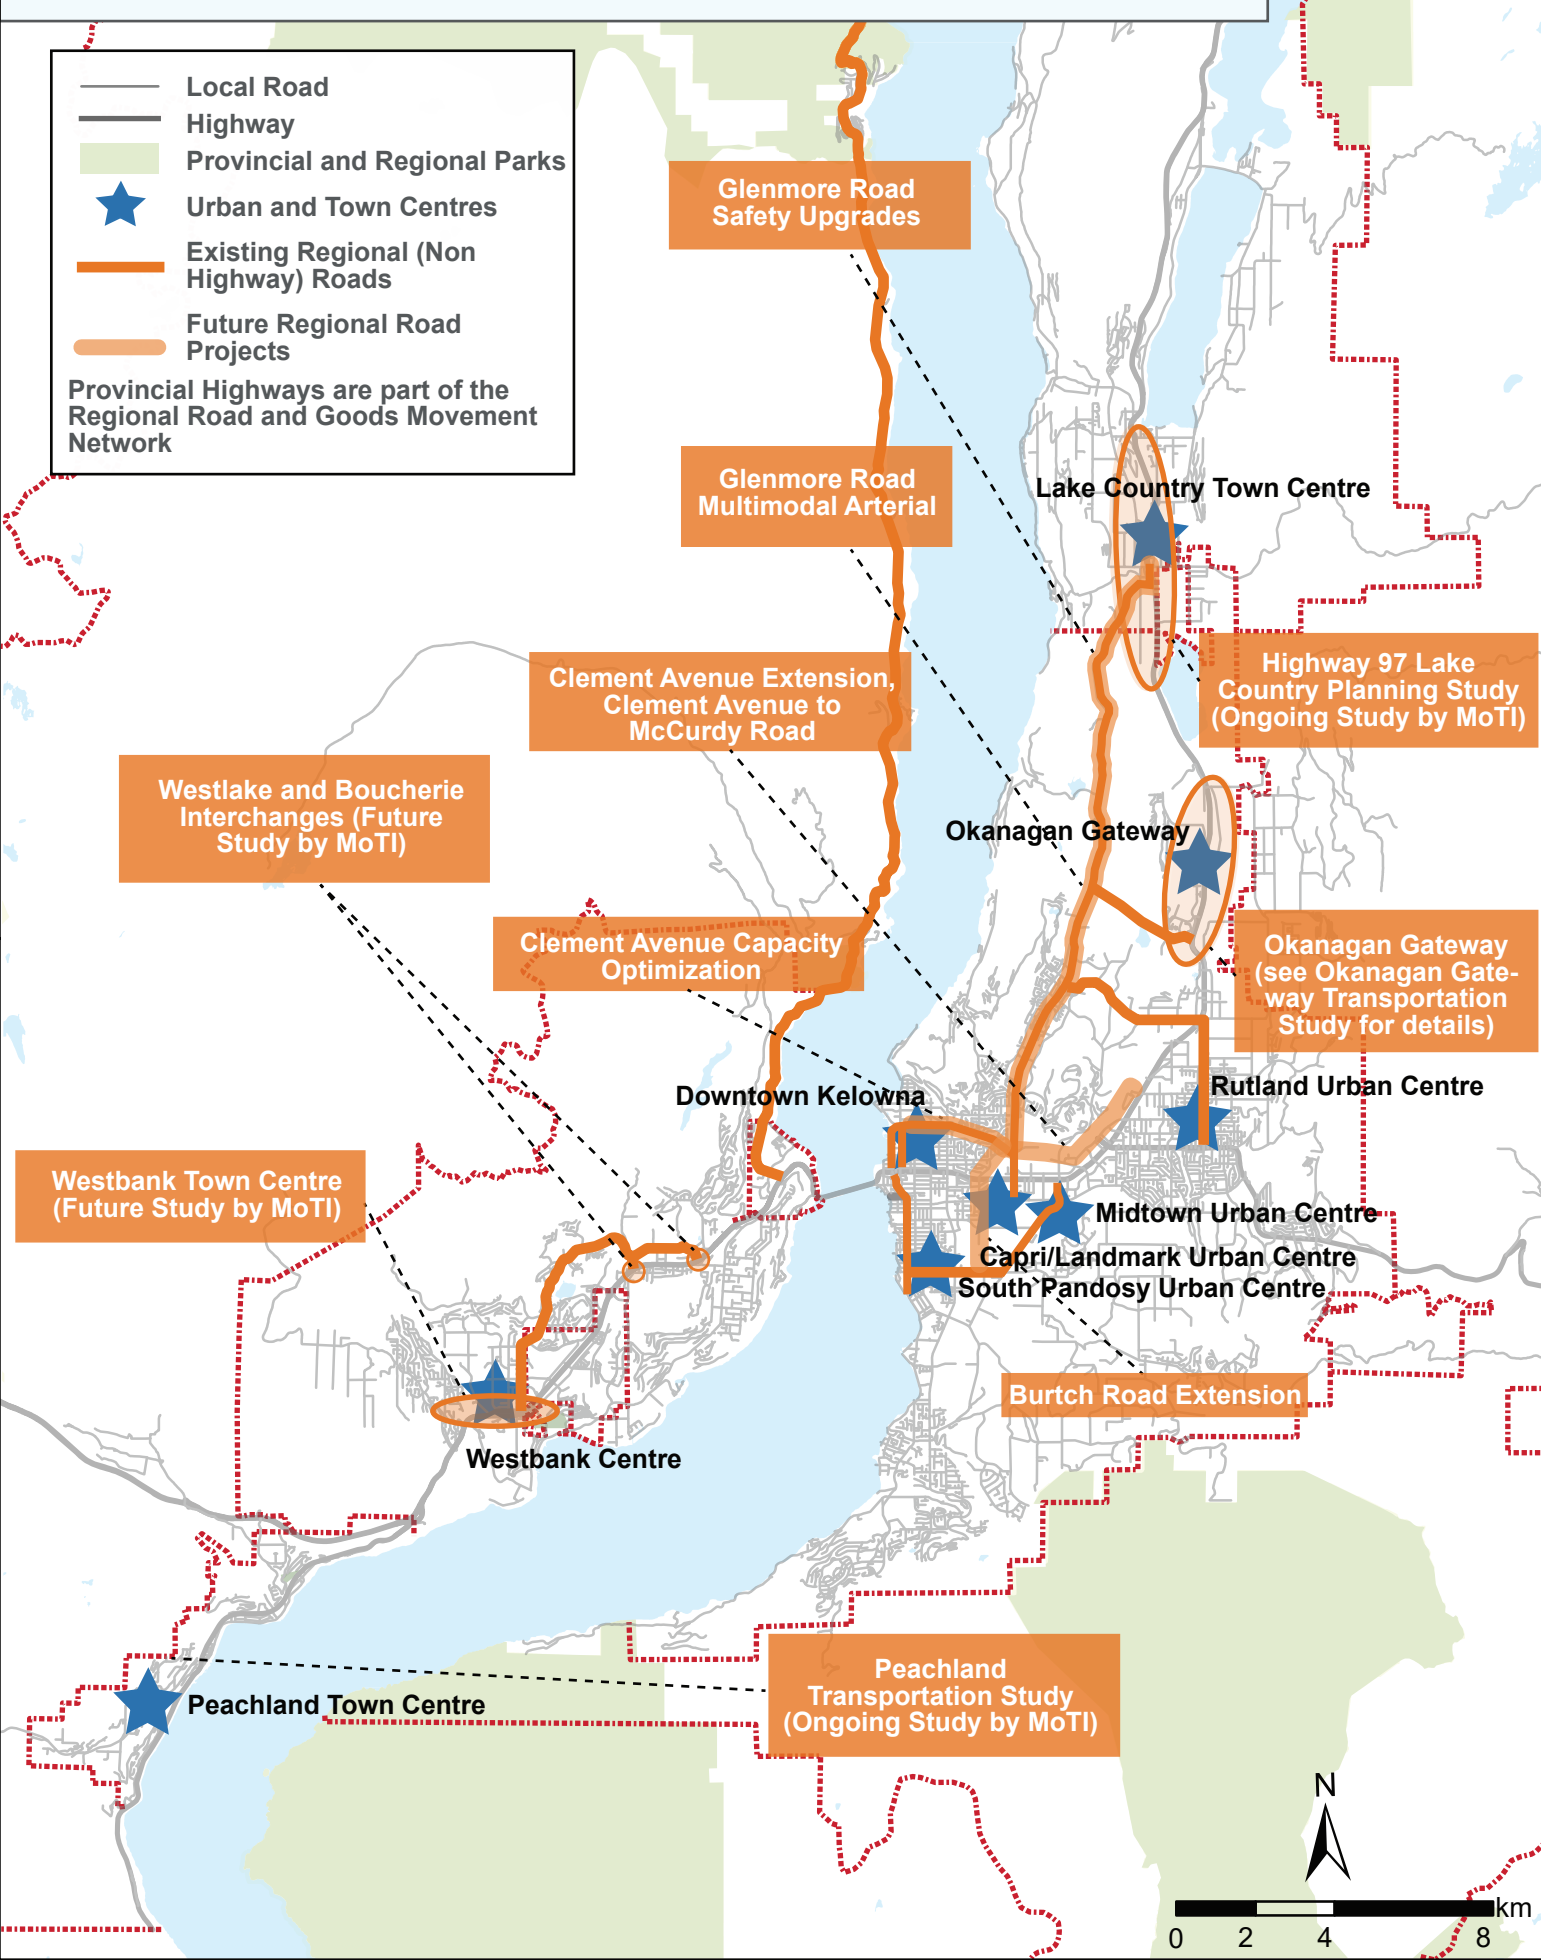 Local Road
Highway
Provincial and Regional Parks
Urban and Town Centres
Existing Regional (Non
Highway) Roads
Future Regional Road
Projects
Provincial Highways are part of the
Regional Road and Goods Movement
Network
Glenmore Road
Safety Upgrades
Glenmore Road
Multimodal Arterial
Lake Country Town Centre
Clement Avenue Extension,
Clement Avenue to
McCurdy Road
Highway 97 Lake
Country Planning Study
(Ongoing Study by MoTI)
Westlake and Boucherie
Interchanges (Future
Study by MoTI)
Okanagan Gateway
Clement Avenue Capacity
Optimization
Okanagan Gateway
(see Okanagan Gate-
way Transportation
Study for details)
Downtown Kelowna
Rutland Urban Centre
Westbank Town Centre
(Future Study by MoTI)
Midtown Urban Centre
Capri/Landmark Urban Centre
South Pandosy Urban Centre
Burtch Road Extension
Westbank Centre
Peachland
Transportation Study
(Ongoing Study by MoTI)
Peachland Town Centre
N
km
0 2 4 8